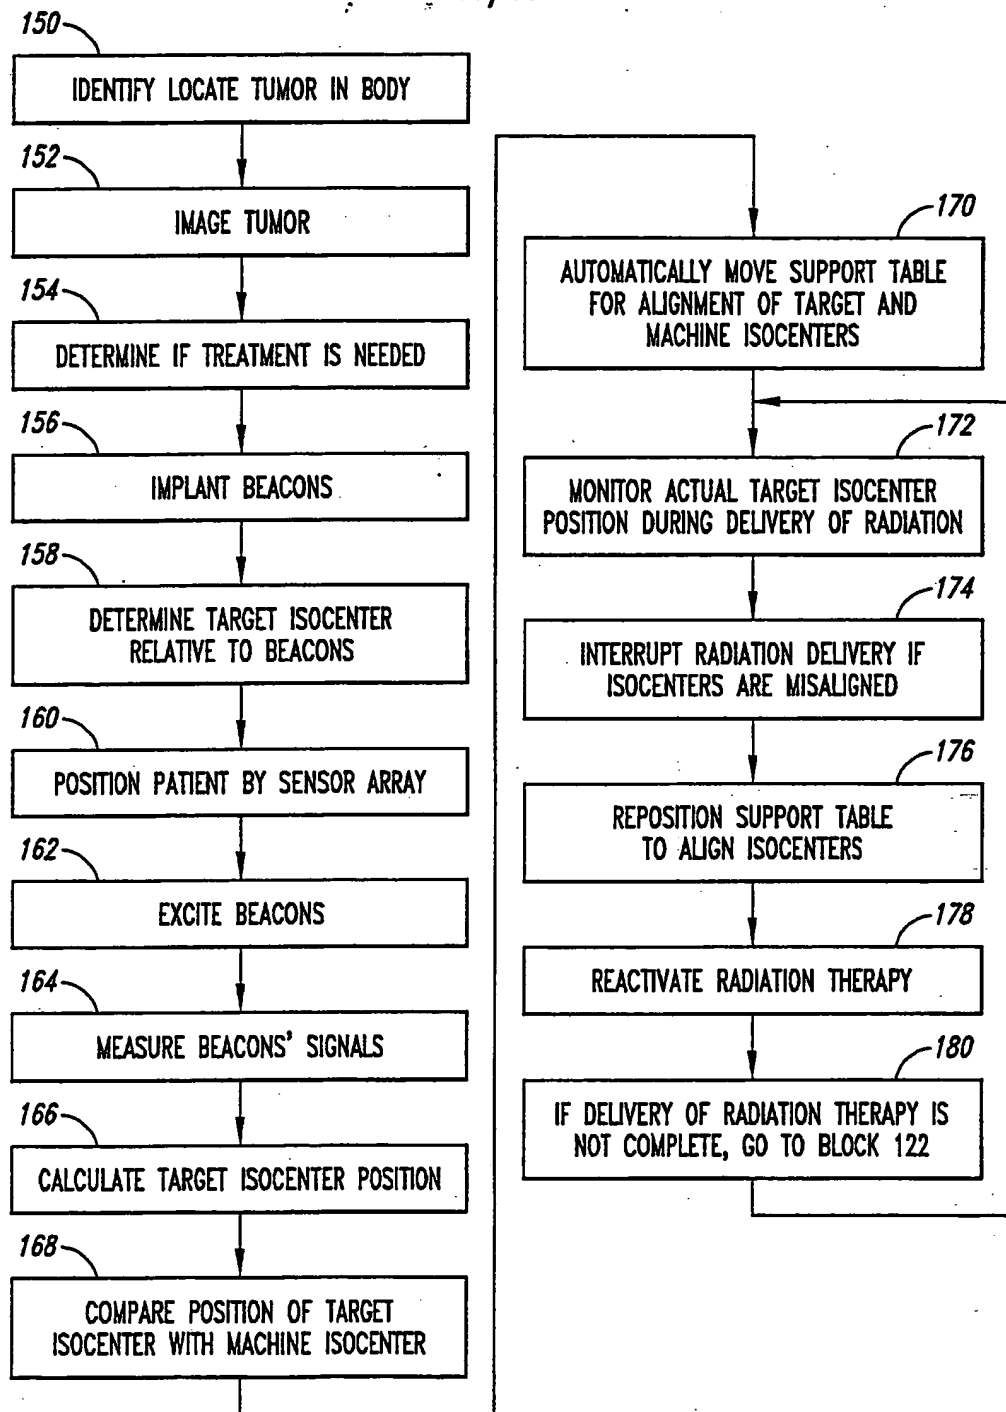 150
IDENTIFY LOCATE TUMOR IN BODY
152
IMAGE TUMOR
154
DETERMINE IF TREATMENT IS NEEDED
156
IMPLANT BEACONS
158
DETERMINE TARGET ISOCENTER
RELATIVE TO BEACONS
160
POSITION PATIENT BY SENSOR ARRAY
162
EXCITE BEACONS
164
MEASURE BEACONS' SIGNALS
166
CALCULATE TARGET ISOCENTER POSITION
168
COMPARE POSITION OF TARGET
ISOCENTER WITH MACHINE ISOCENTER
170
AUTOMATICALLY MOVE SUPPORT TABLE
FOR ALIGNMENT OF TARGET AND
MACHINE ISOCENTERS
172
MONITOR ACTUAL TARGET ISOCENTER
POSITION DURING DELIVERY OF RADIATION
174
INTERRUPT RADIATION DELIVERY IF
ISOCENTERS ARE MISALIGNED
176
REPOSITION SUPPORT TABLE
TO ALIGN ISOCENTERS
178
REACTIVATE RADIATION THERAPY
180
IF DELIVERY OF RADIATION THERAPY IS
NOT COMPLETE, GO TO BLOCK 122